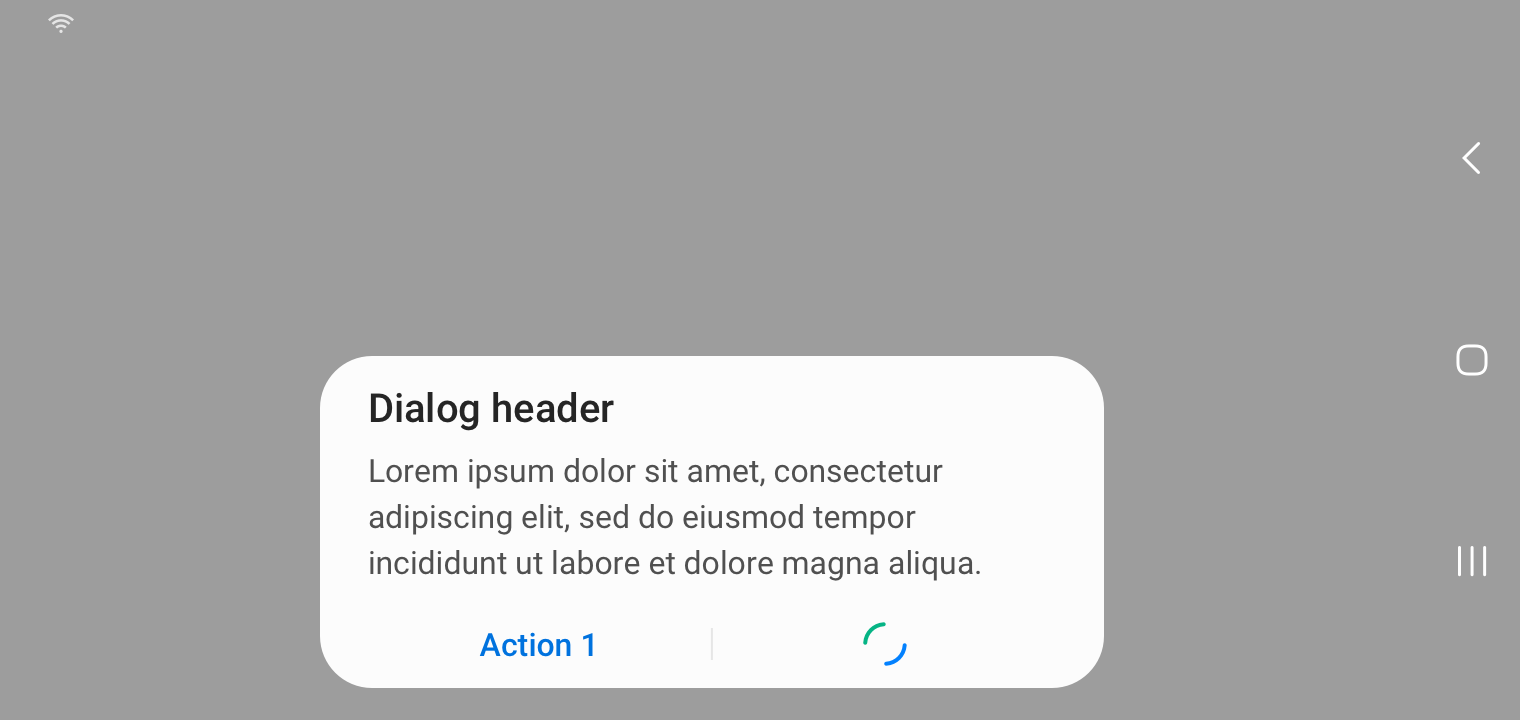 Dialog header
Lorem ipsum dolor sit amet, consectetur
adipiscing elit, sed do eiusmod tempor
incididunt ut labore et dolore magna aliqua.
Action 1